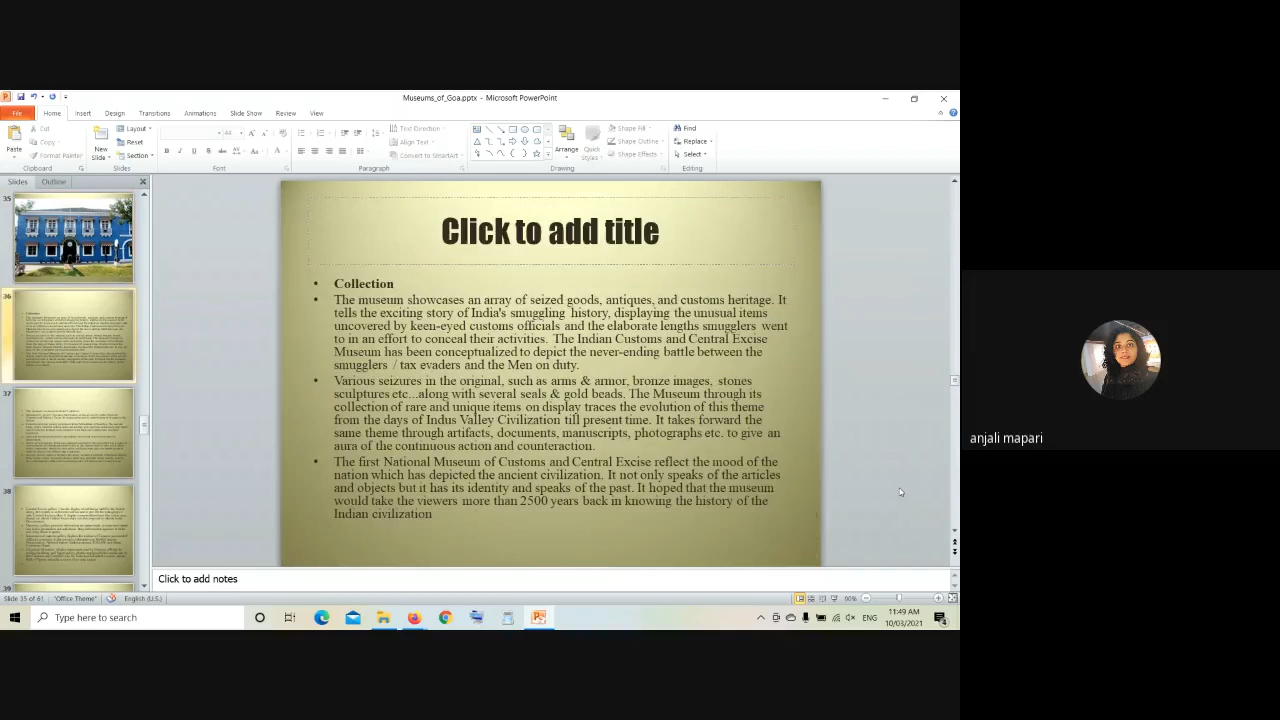 Museums_of_Goa.pptx - Microsoft PowerPoint
File Home Insert Design Transitions Animations Slide Show Review View
Paste
Cut
Copy
Format Painter
Clipboard
New
Slide
Layout
Reset
Section
Slides
44
Font
Text Direction
Align Text
Convert to SmartArt
Paragraph
Arrange
Quick
Styles
Shape Fill
Shape Outline
Shape Effects
Drawing
Find
Replace
Select
Editing
Slides Outline
35
36
37
38
39
Click to add title
• Collection
• The museum showcases an array of seized goods, antiques, and customs heritage. It
tells the exciting story of India's smuggling history, displaying the unusual items
uncovered by keen-eyed customs officials and the elaborate lengths smugglers went
to in an effort to conceal their activities. The Indian Customs and Central Excise
Museum has been conceptualized to depict the never-ending battle between the
smugglers / tax evaders and the Men on duty.
• Various seizures in the original, such as arms & armor, bronze images, stones
sculptures etc...along with several seals & gold beads. The Museum through its
collection of rare and unique items on display traces the evolution of this theme
from the days of Indus Valley Civilization till present time. It takes forward the
same theme through artifacts, documents, manuscripts, photographs etc. to give an
aura of the continuous action and counteraction.
• The first National Museum of Customs and Central Excise reflect the mood of the
nation which has depicted the ancient civilization. It not only speaks of the articles
and objects but it has its identity and speaks of the past. It hoped that the museum
would take the viewers more than 2500 years back in knowing the history of the
Indian civilization
Click to add notes
Slide 35 of 61 "Office Theme" English (U.S.) 90%
Type here to search
ENG
11:49 AM
10/03/2021
anjali mapari